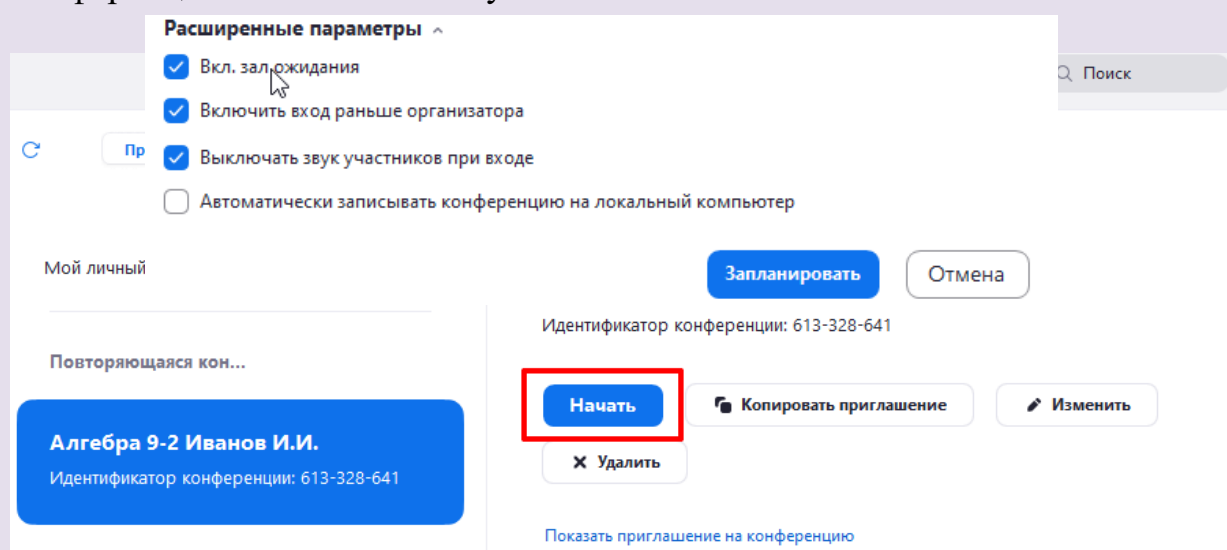 Расширенные параметры
Вкл. зал ожидания
Поиск
Включить вход раньше организатора
Пр
Выключать звук участников при входе
Автоматически записывать конференцию на локальный компьютер
Мой личный
Запланировать
Отмена
Идентификатор конференции: 613-328-641
Повторяющаяся кон...
Начать
Копировать приглашение
Изменить
Алгебра 9-2 Иванов И.И.
Идентификатор конференции: 613-328-641
Удалить
Показать приглашение на конференцию